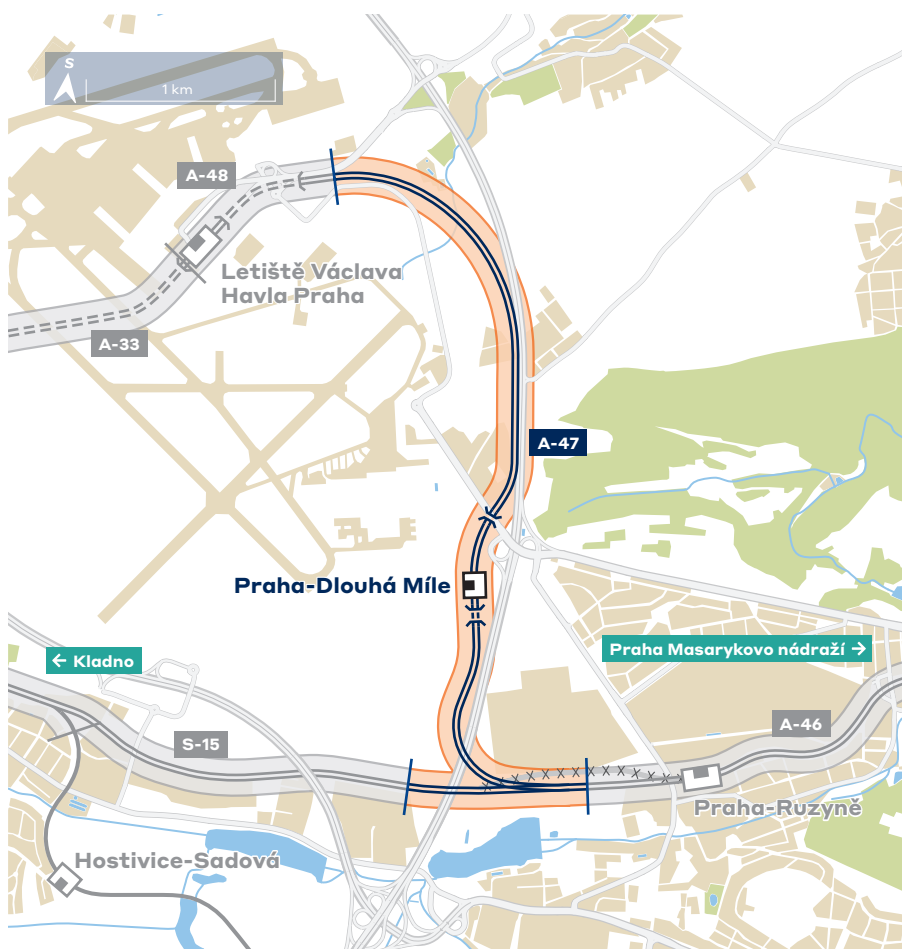 S
1 km
A-48
Letiště Václava
Havla Praha
A-33
A-47
Praha-Dlouhá Míle
← Kladno
Praha Masarykovo nádraží →
A-46
S-15
Praha-Ruzyně
Hostivice-Sadová